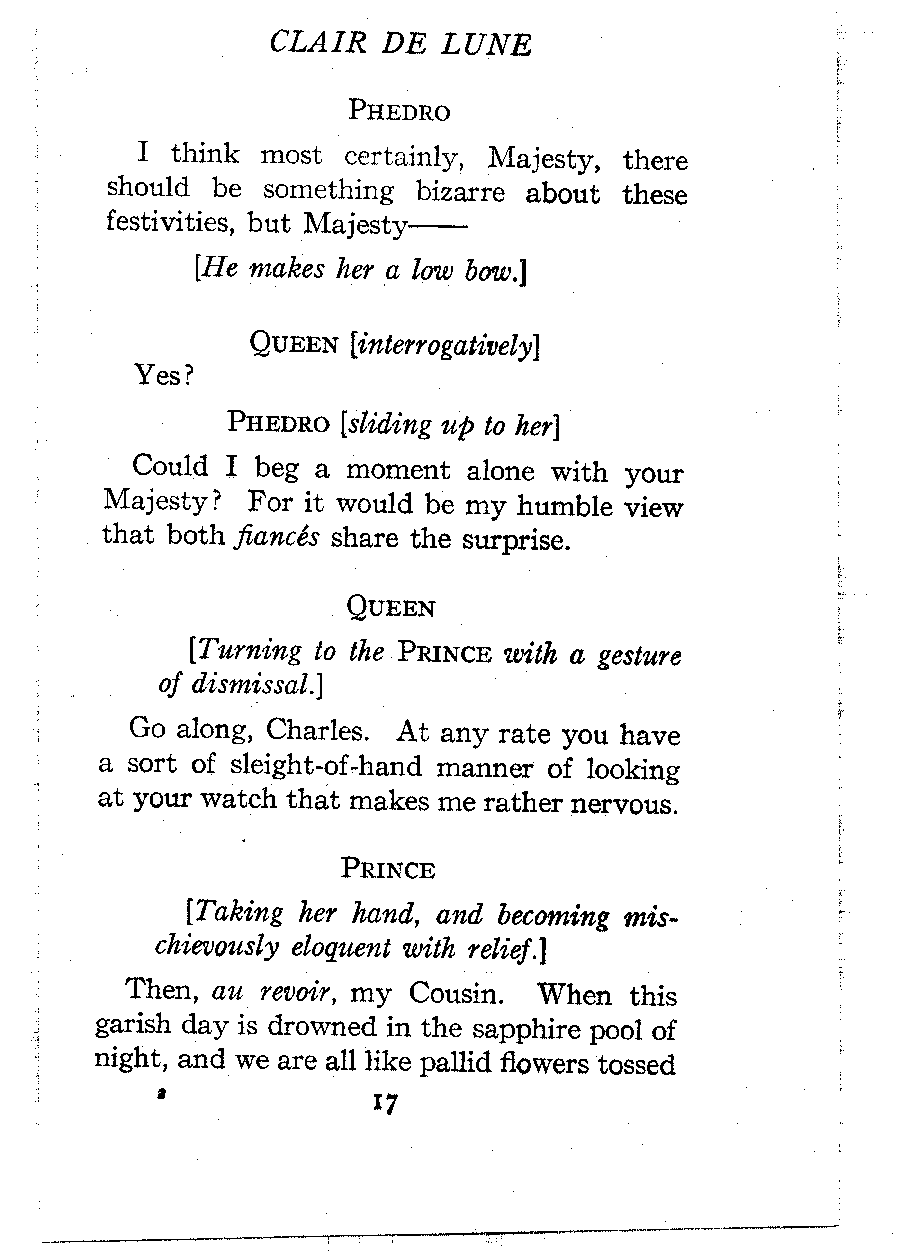 CLAIR DE LUNE
PHEDRO
I think most certainly, Majesty, there
should be something bizarre about these
festivities, but Majesty——
[He makes her a low bow.]
QUEEN [interrogatively]
Yes?
PHEDRO [sliding up to her]
Could I beg a moment alone with your
Majesty? For it would be my humble view
that both fiancés share the surprise.
QUEEN
[Turning to the PRINCE with a gesture
of dismissal.]
Go along, Charles. At any rate you have
a sort of sleight-of-hand manner of looking
at your watch that makes me rather nervous.
PRINCE
[Taking her hand, and becoming mis-
chievously eloquent with relief.]
Then, au revoir, my Cousin. When this
garish day is drowned in the sapphire pool of
night, and we are all like pallid flowers tossed
2 17